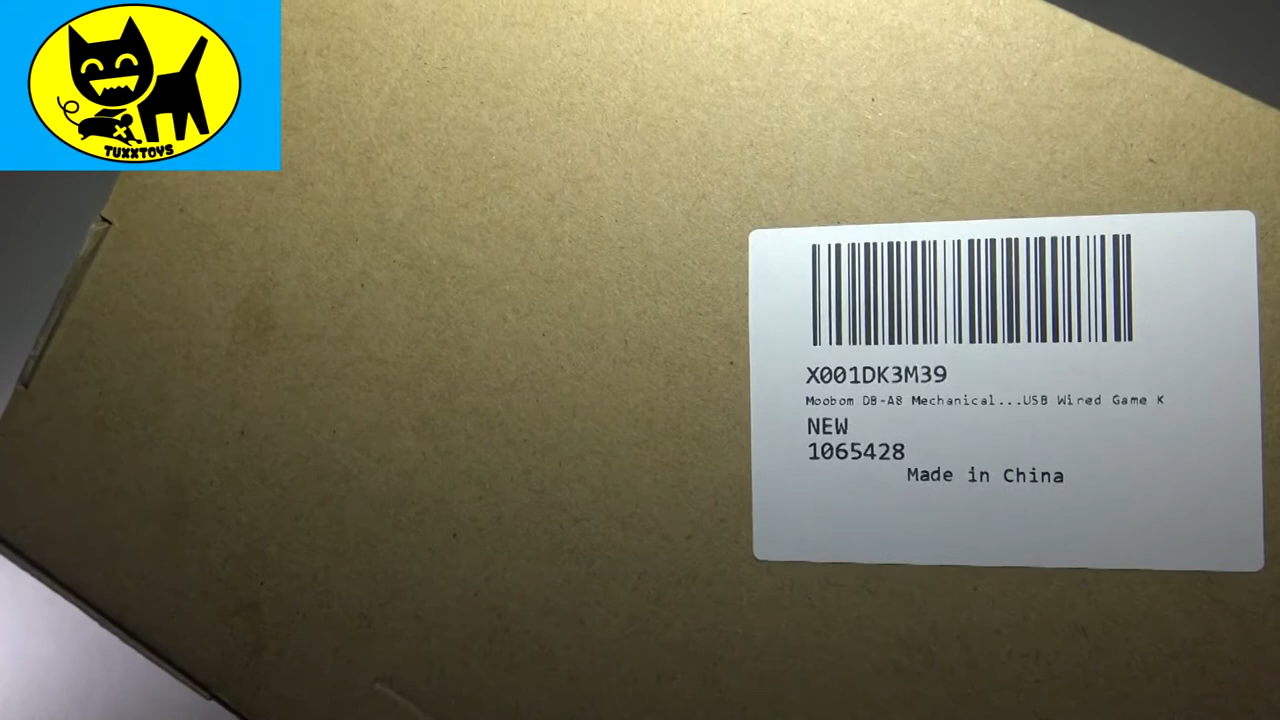 TUXXTOYS
X001DK3M39
Moobom DB-A8 Mechanical...USB Wired Game K
NEW
1065428
Made in China